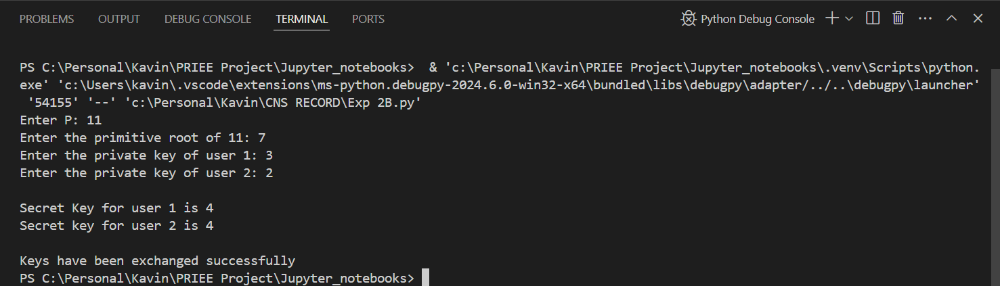 PROBLEMS OUTPUT DEBUG CONSOLE TERMINAL PORTS Python Debug Console
PS C:\Personal\Kavin\PRIEE Project\Jupyter_notebooks>  & 'c:\Personal\Kavin\PRIEE Project\Jupyter_notebooks\.venv\Scripts\python.
exe' 'c:\Users\kavin\.vscode\extensions\ms-python.debugpy-2024.6.0-win32-x64\bundled\libs\debugpy\adapter/../..\debugpy\launcher'
 '54155' '--' 'c:\Personal\Kavin\CNS RECORD\Exp 2B.py'
Enter P: 11
Enter the primitive root of 11: 7
Enter the private key of user 1: 3
Enter the private key of user 2: 2
Secret Key for user 1 is 4
Secret key for user 2 is 4
Keys have been exchanged successfully
PS C:\Personal\Kavin\PRIEE Project\Jupyter_notebooks>